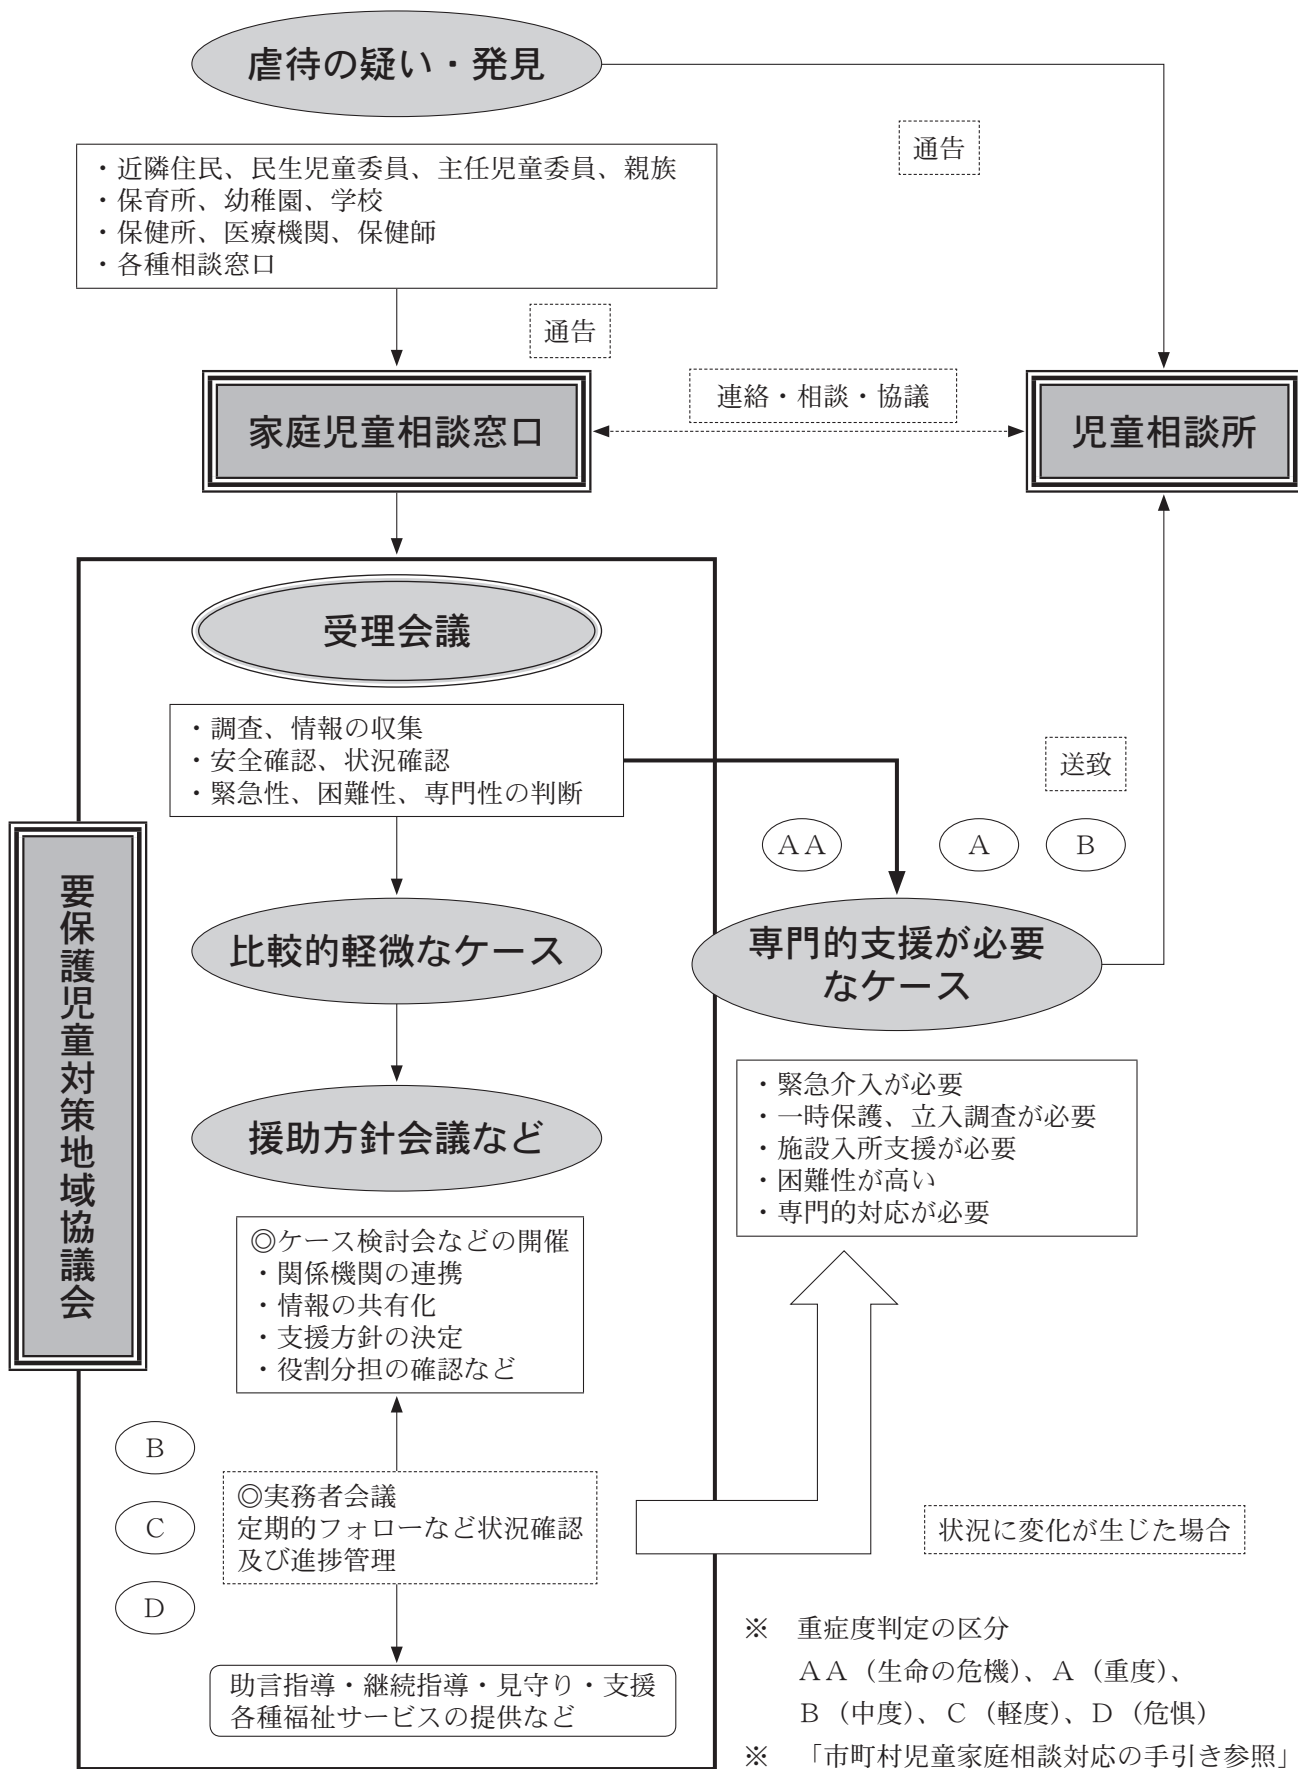 虐待の疑い・発見
通告
・近隣住民、民生児童委員、主任児童委員、親族
・保育所、幼稚園、学校
・保健所、医療機関、保健師
・各種相談窓口
通告
家庭児童相談窓口
連絡・相談・協議
児童相談所
受理会議
・調査、情報の収集
・安全確認、状況確認
・緊急性、困難性、専門性の判断
送致
ＡＡ
Ａ
Ｂ
要保護児童対策地域協議会
比較的軽微なケース
専門的支援が必要
なケース
援助方針会議など
・緊急介入が必要
・一時保護、立入調査が必要
・施設入所支援が必要
・困難性が高い
・専門的対応が必要
◎ケース検討会などの開催
・関係機関の連携
・情報の共有化
・支援方針の決定
・役割分担の確認など
Ｂ
Ｃ
Ｄ
◎実務者会議
定期的フォローなど状況確認
及び進捗管理
状況に変化が生じた場合
助言指導・継続指導・見守り・支援
各種福祉サービスの提供など
※　重症度判定の区分
ＡＡ（生命の危機）、Ａ（重度）、
Ｂ（中度）、Ｃ（軽度）、Ｄ（危惧）
※　「市町村児童家庭相談対応の手引き参照」